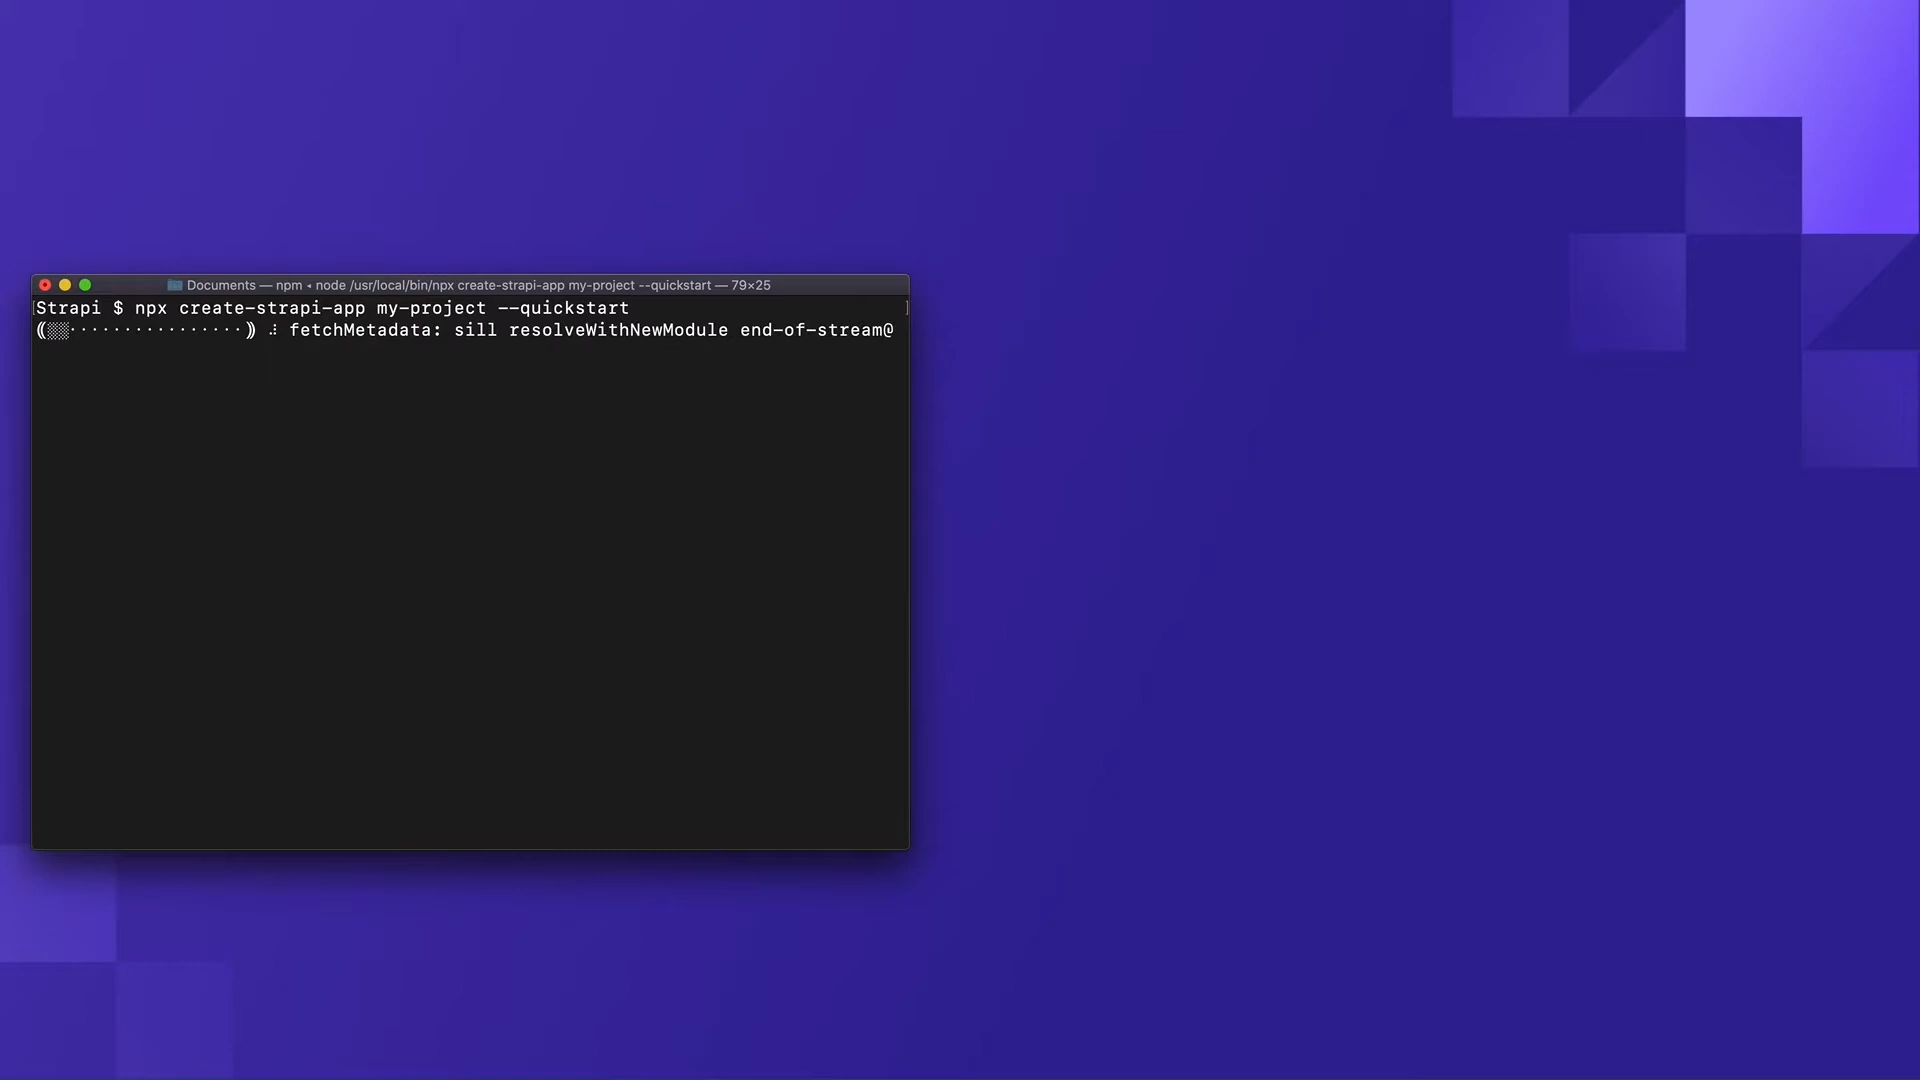 Documents — npm ◂ node /usr/local/bin/npx create-strapi-app my-project --quickstart — 79×25
[Strapi $ npx create-strapi-app my-project --quickstart ]
(░░················) ⠼ fetchMetadata: sill resolveWithNewModule end-of-stream@